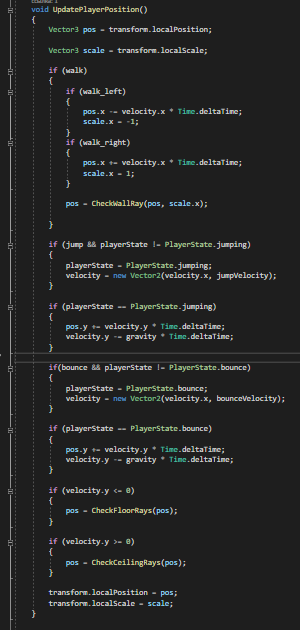 void UpdatePlayerPosition()
{
Vector3 pos = transform.localPosition;
Vector3 scale = transform.localScale;
if (walk)
{
if (walk_left)
{
pos.x -= velocity.x * Time.deltaTime;
scale.x = -1;
}
if (walk_right)
{
pos.x += velocity.x * Time.deltaTime;
scale.x = 1;
}
pos = CheckWallRay(pos, scale.x);
}
if (jump && playerState != PlayerState.jumping)
{
playerState = PlayerState.jumping;
velocity = new Vector2(velocity.x, jumpVelocity);
}
if (playerState == PlayerState.jumping)
{
pos.y += velocity.y * Time.deltaTime;
velocity.y -= gravity * Time.deltaTime;
}
if(bounce && playerState != PlayerState.bounce)
{
playerState = PlayerState.bounce;
velocity = new Vector2(velocity.x, bounceVelocity);
}
if (playerState == PlayerState.bounce)
{
pos.y += velocity.y * Time.deltaTime;
velocity.y -= gravity * Time.deltaTime;
}
if (velocity.y <= 0)
{
pos = CheckFloorRays(pos);
}
if (velocity.y >= 0)
{
pos = CheckCeilingRays(pos);
}
transform.localPosition = pos;
transform.localScale = scale;
}